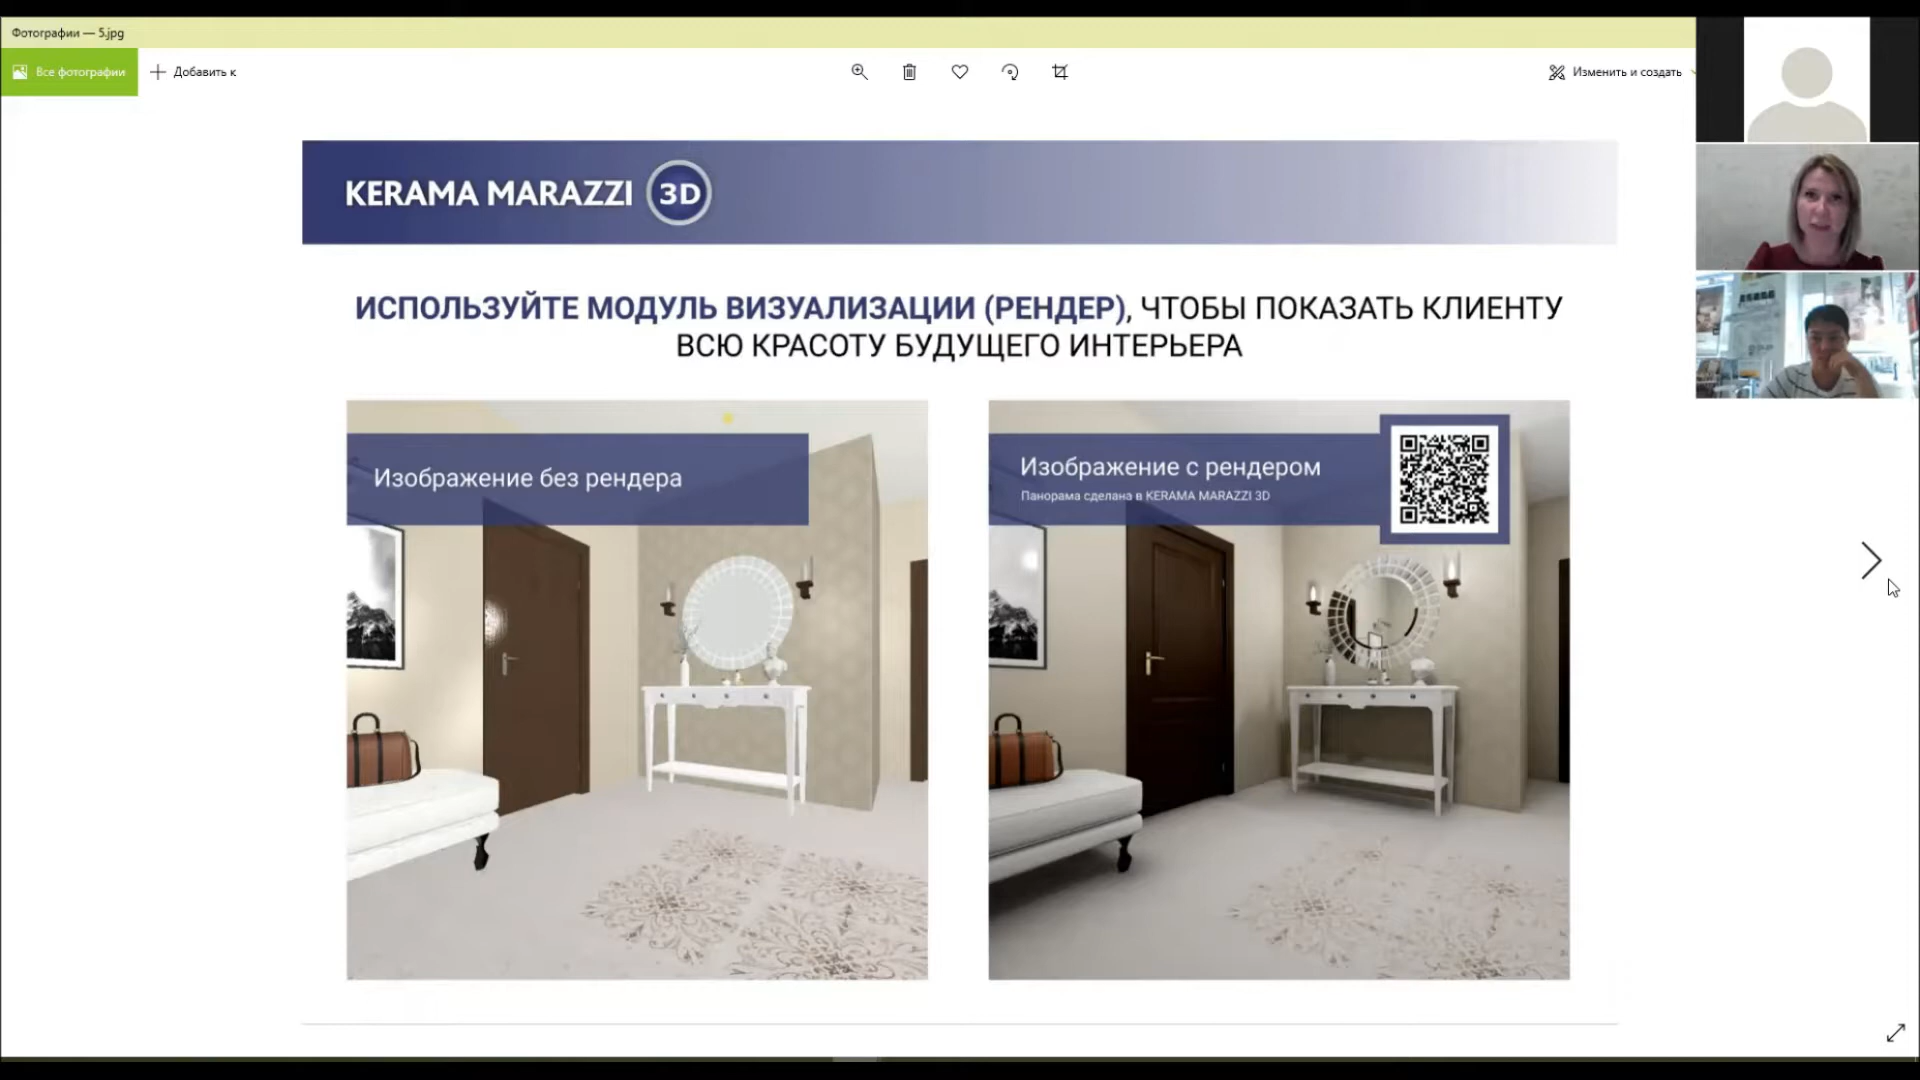 Фотографии — 5.jpg
Все фотографии
Добавить к
Изменить и создать
KERAMA MARAZZI 3D
ИСПОЛЬЗУЙТЕ МОДУЛЬ ВИЗУАЛИЗАЦИИ (РЕНДЕР), ЧТОБЫ ПОКАЗАТЬ КЛИЕНТУ
ВСЮ КРАСОТУ БУДУЩЕГО ИНТЕРЬЕРА
Изображение без рендера
Изображение с рендером
Панорама сделана в KERAMA MARAZZI 3D